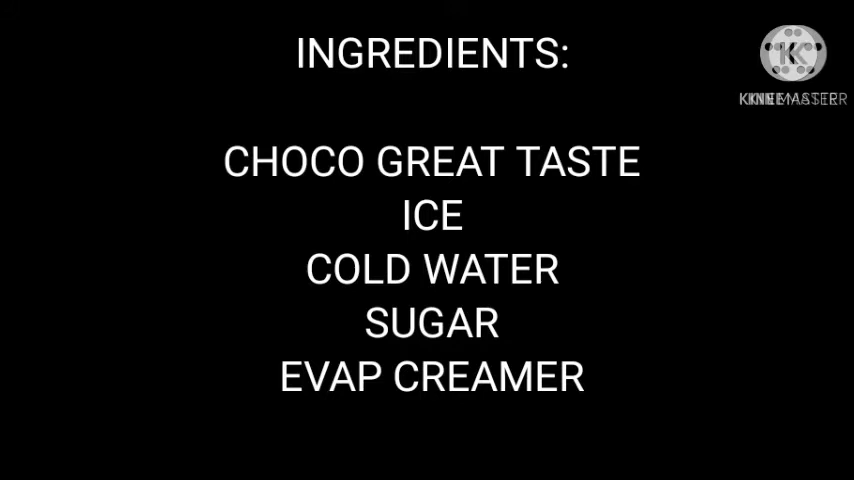 INGREDIENTS:
CHOCO GREAT TASTE
ICE
COLD WATER
SUGAR
EVAP CREAMER